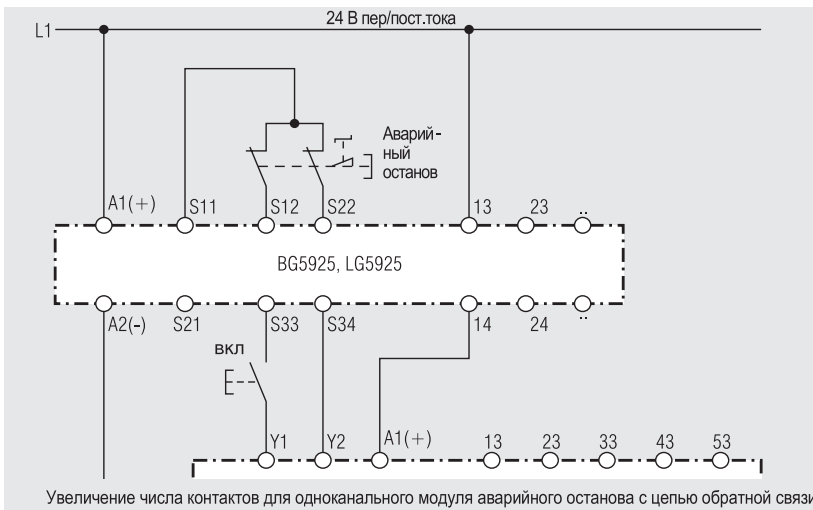 24 В пер/пост.тока
L1
Аварий-
ный
останов
A1(+) S11 S12 S22 13 23 ..
BG5925, LG5925
A2(-) S21 S33 S34 14 24 ..
вкл
Y1 Y2 A1(+) 13 23 33 43 53
Увеличение числа контактов для одноканального модуля аварийного останова с цепью обратной связи